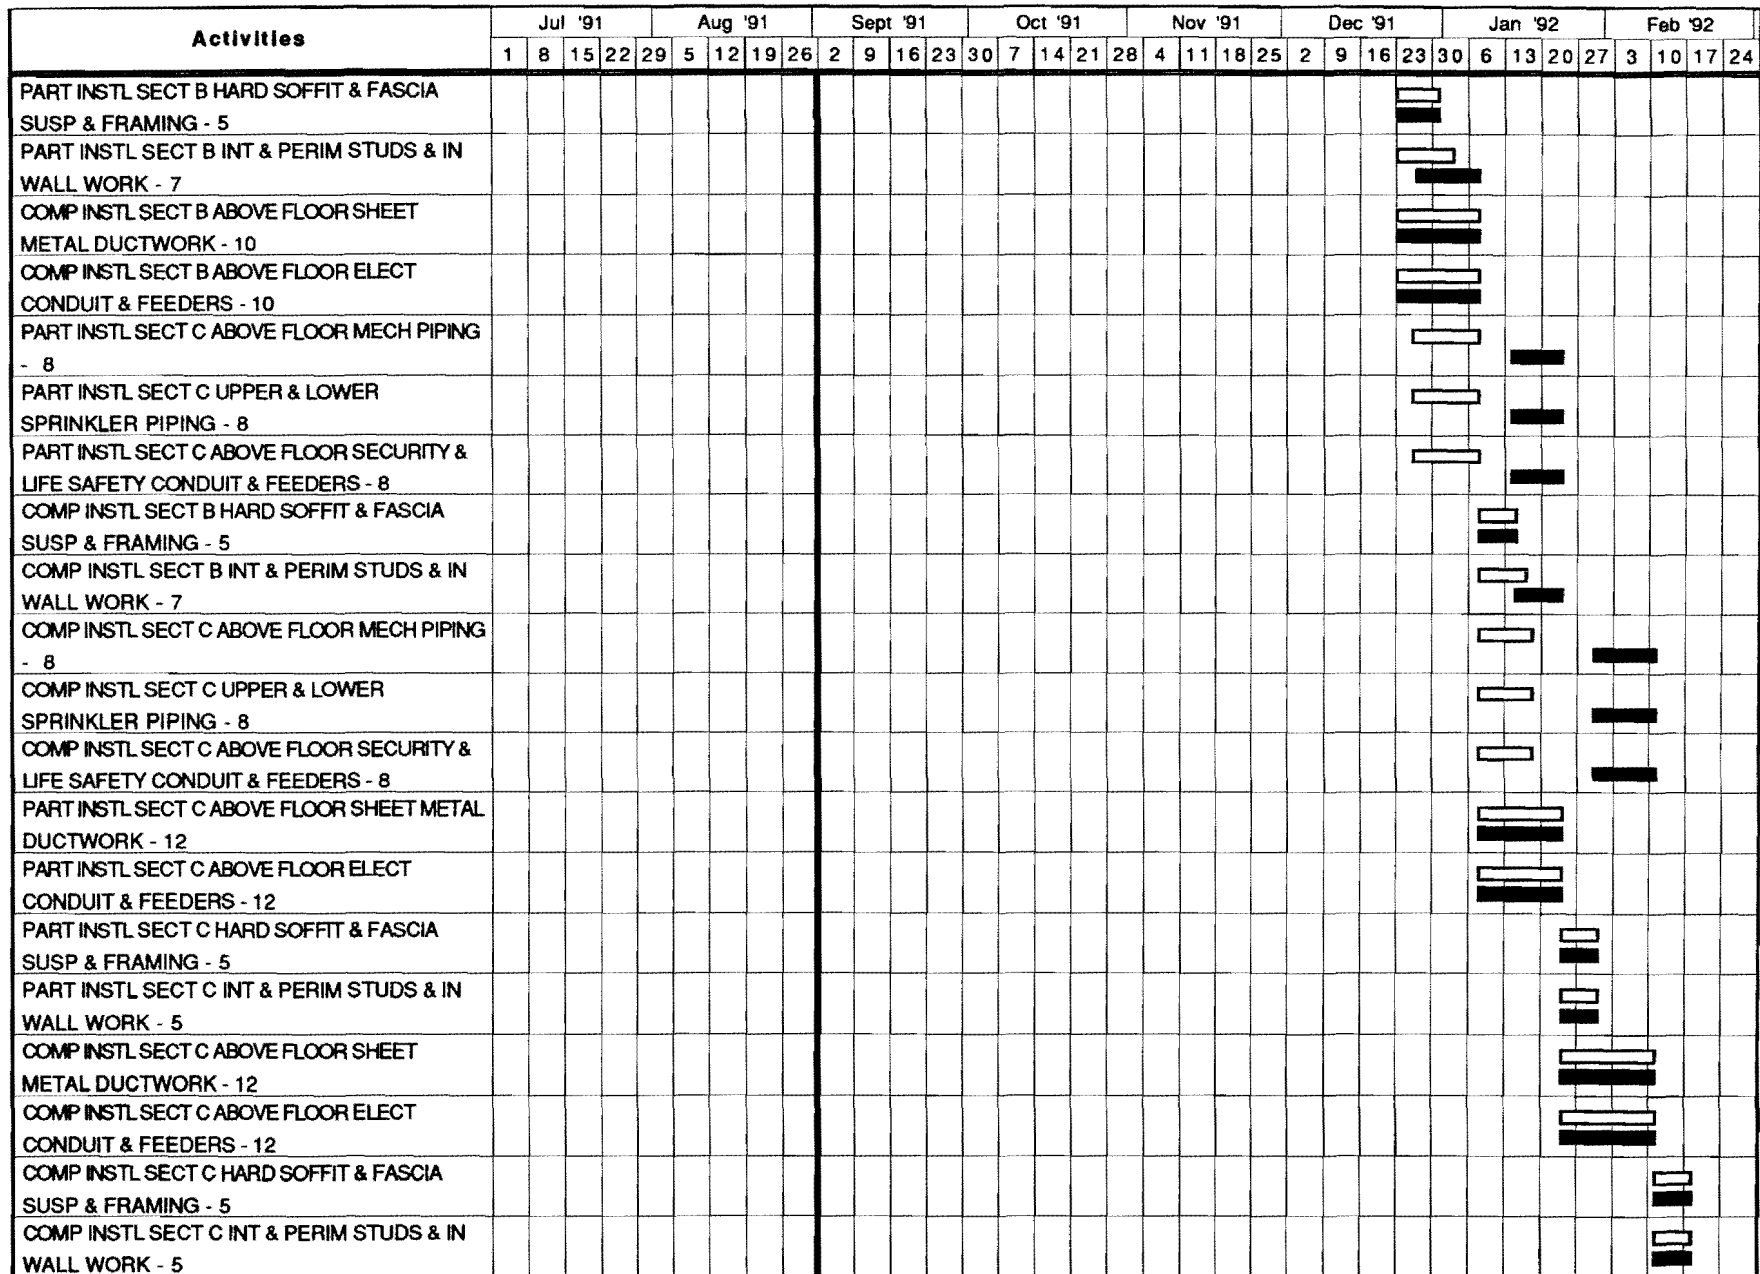 Activities
Jul '91 Aug '91 Sept '91 Oct '91 Nov '91 Dec '91 Jan '92 Feb '92
1 8 15 22 29 5 12 19 26 2 9 16 23 30 7 14 21 28 4 11 18 25 2 9 16 23 30 6 13 20 27 3 10 17 24
PART INSTL SECT B HARD SOFFIT & FASCIA
SUSP & FRAMING - 5
PART INSTL SECT B INT & PERIM STUDS & IN
WALL WORK - 7
COMP INSTL SECT B ABOVE FLOOR SHEET
METAL DUCTWORK - 10
COMP INSTL SECT B ABOVE FLOOR ELECT
CONDUIT & FEEDERS - 10
PART INSTL SECT C ABOVE FLOOR MECH PIPING
- 8
PART INSTL SECT C UPPER & LOWER
SPRINKLER PIPING - 8
PART INSTL SECT C ABOVE FLOOR SECURITY &
LIFE SAFETY CONDUIT & FEEDERS - 8
COMP INSTL SECT B HARD SOFFIT & FASCIA
SUSP & FRAMING - 5
COMP INSTL SECT B INT & PERIM STUDS & IN
WALL WORK - 7
COMP INSTL SECT C ABOVE FLOOR MECH PIPING
- 8
COMP INSTL SECT C UPPER & LOWER
SPRINKLER PIPING - 8
COMP INSTL SECT C ABOVE FLOOR SECURITY &
LIFE SAFETY CONDUIT & FEEDERS - 8
PART INSTL SECT C ABOVE FLOOR SHEET METAL
DUCTWORK - 12
PART INSTL SECT C ABOVE FLOOR ELECT
CONDUIT & FEEDERS - 12
PART INSTL SECT C HARD SOFFIT & FASCIA
SUSP & FRAMING - 5
PART INSTL SECT C INT & PERIM STUDS & IN
WALL WORK - 5
COMP INSTL SECT C ABOVE FLOOR SHEET
METAL DUCTWORK - 12
COMP INSTL SECT C ABOVE FLOOR ELECT
CONDUIT & FEEDERS - 12
COMP INSTL SECT C HARD SOFFIT & FASCIA
SUSP & FRAMING - 5
COMP INSTL SECT C INT & PERIM STUDS & IN
WALL WORK - 5